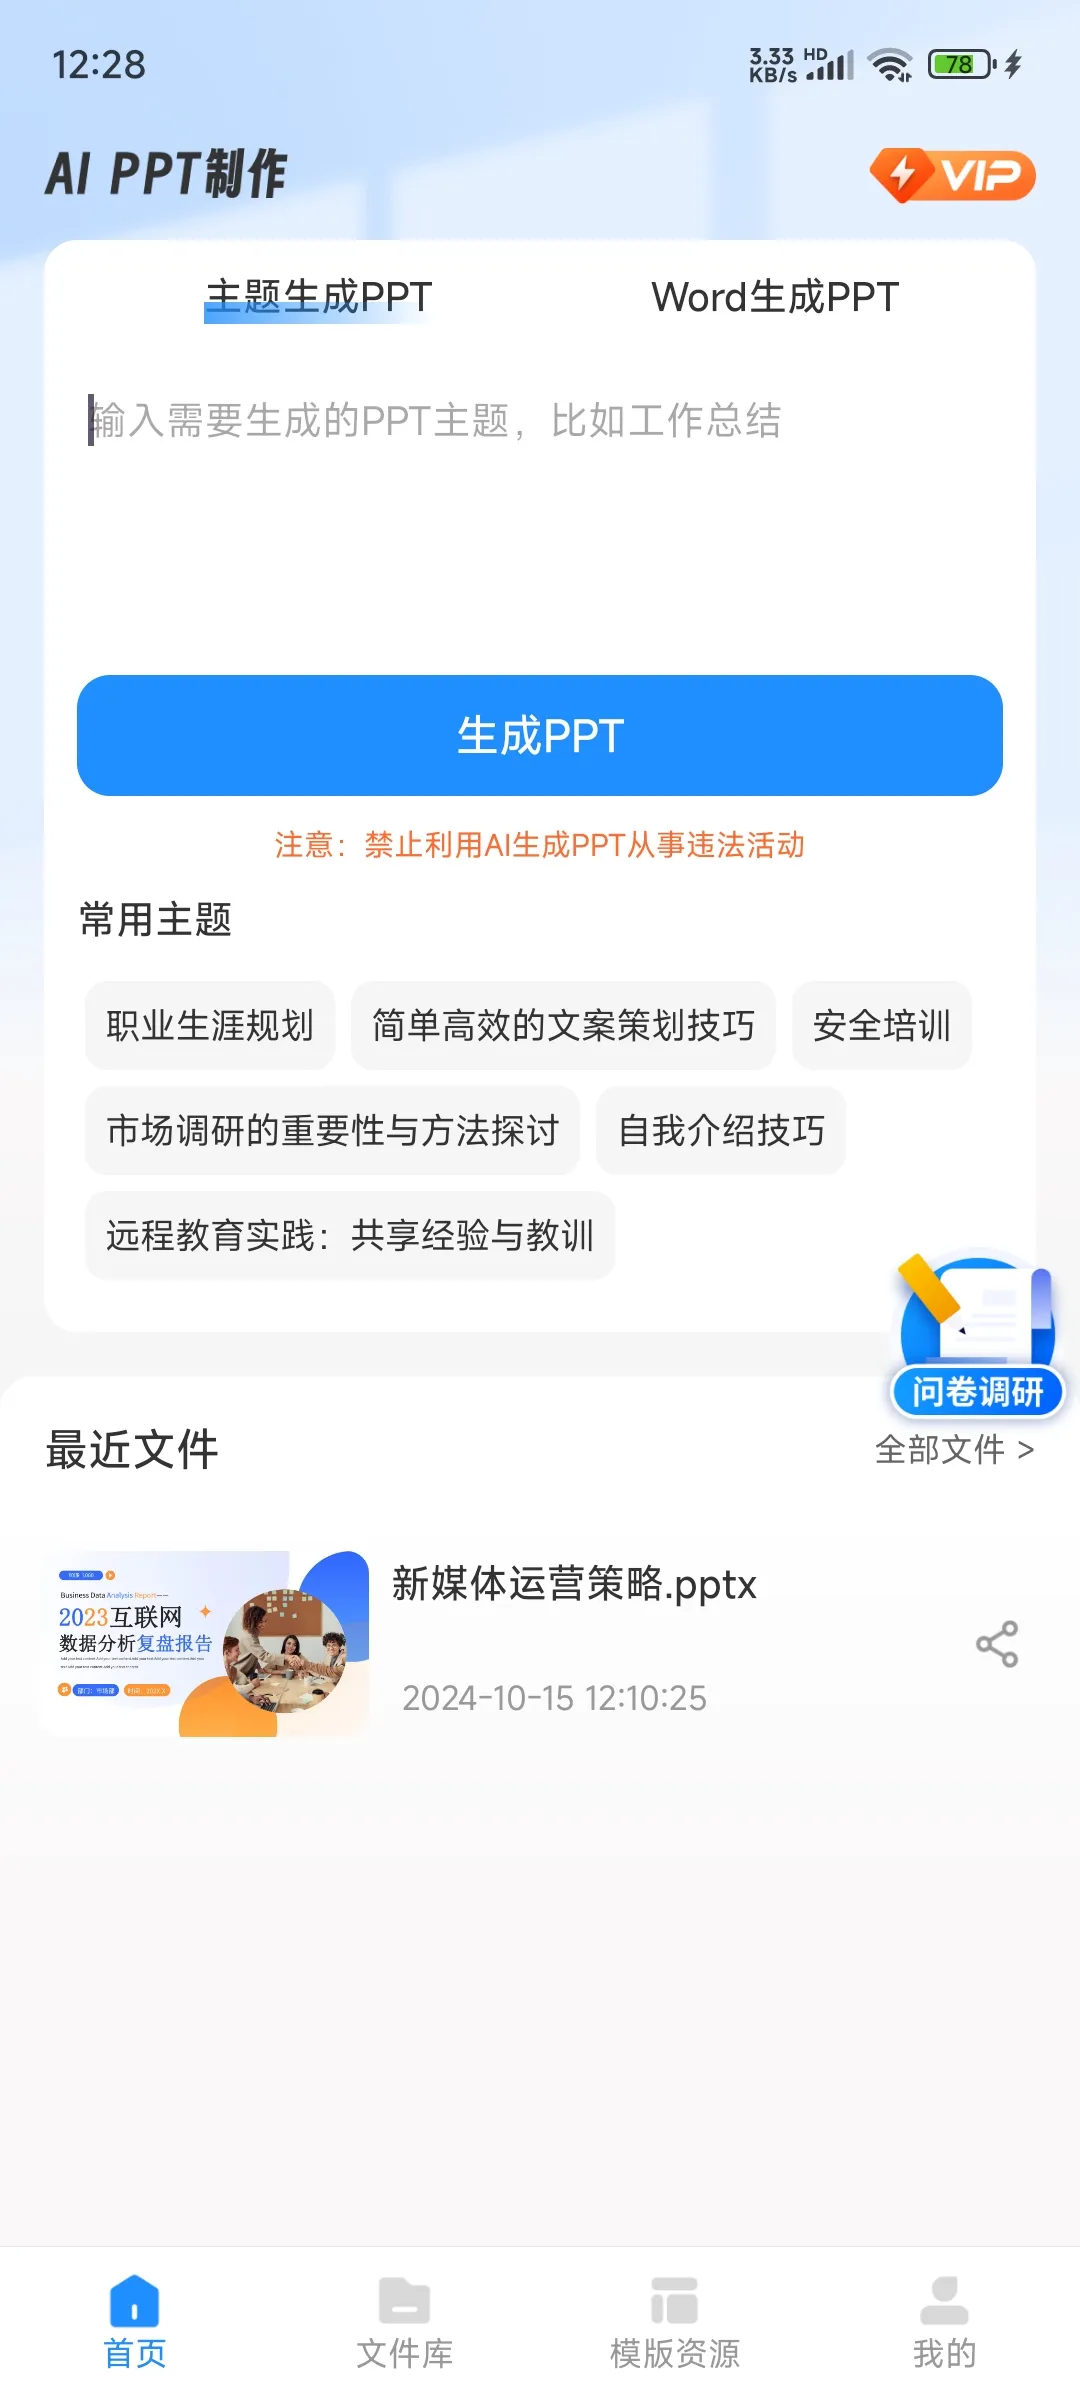 12:28
3.33 KB/s HD 78
AI PPT制作
VIP
主题生成PPT
Word生成PPT
输入需要生成的PPT主题，比如工作总结
生成PPT
注意：禁止利用AI生成PPT从事违法活动
常用主题
职业生涯规划
简单高效的文案策划技巧
安全培训
市场调研的重要性与方法探讨
自我介绍技巧
远程教育实践：共享经验与教训
问卷调研
最近文件
全部文件 >
YOUR LOGO
Business Data Analysis Report
2023互联网
数据分析复盘报告
部门：市场部
新媒体运营策略.pptx
2024-10-15 12:10:25
首页
文件库
模版资源
我的